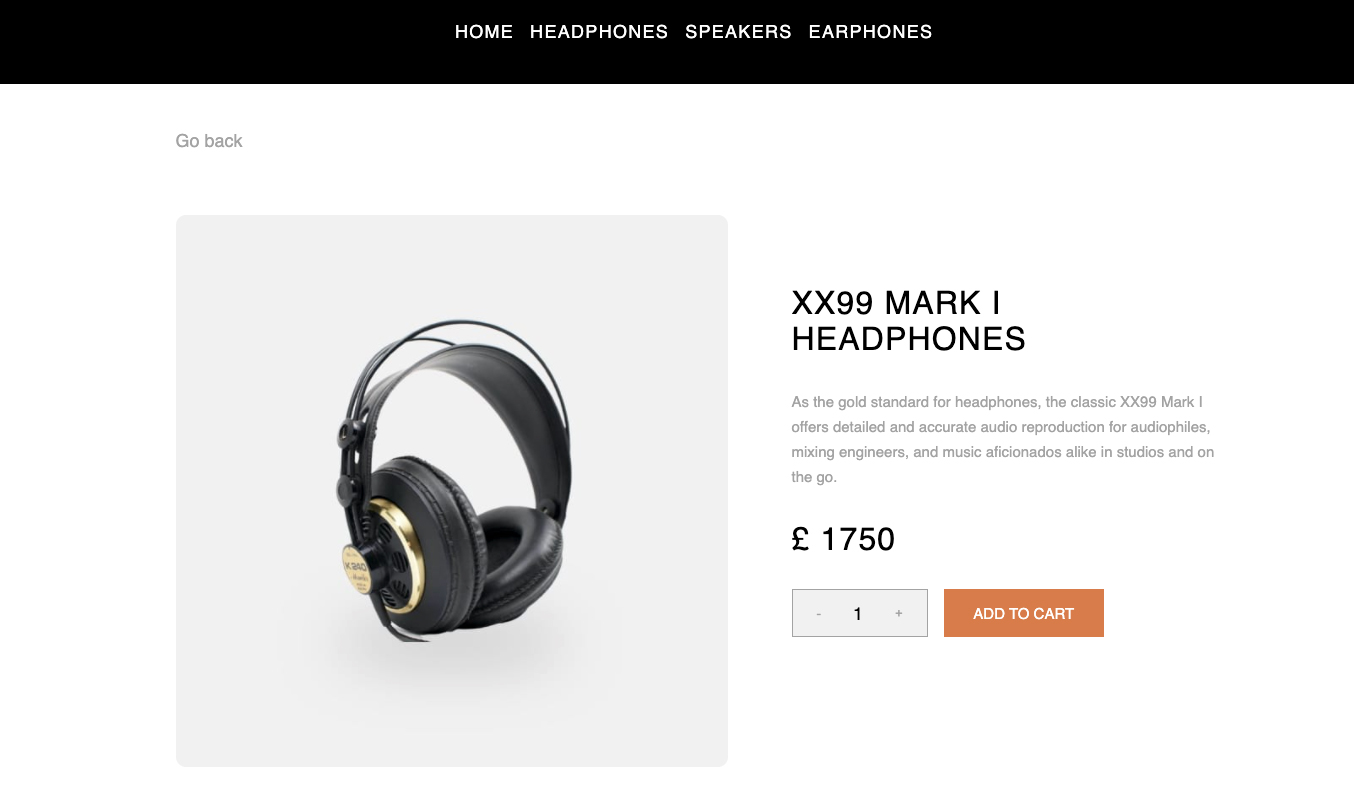 HOME HEADPHONES SPEAKERS EARPHONES
Go back
XX99 MARK I
HEADPHONES
As the gold standard for headphones, the classic XX99 Mark I
offers detailed and accurate audio reproduction for audiophiles,
mixing engineers, and music aficionados alike in studios and on
the go.
£ 1750
- 1 +
ADD TO CART
K240